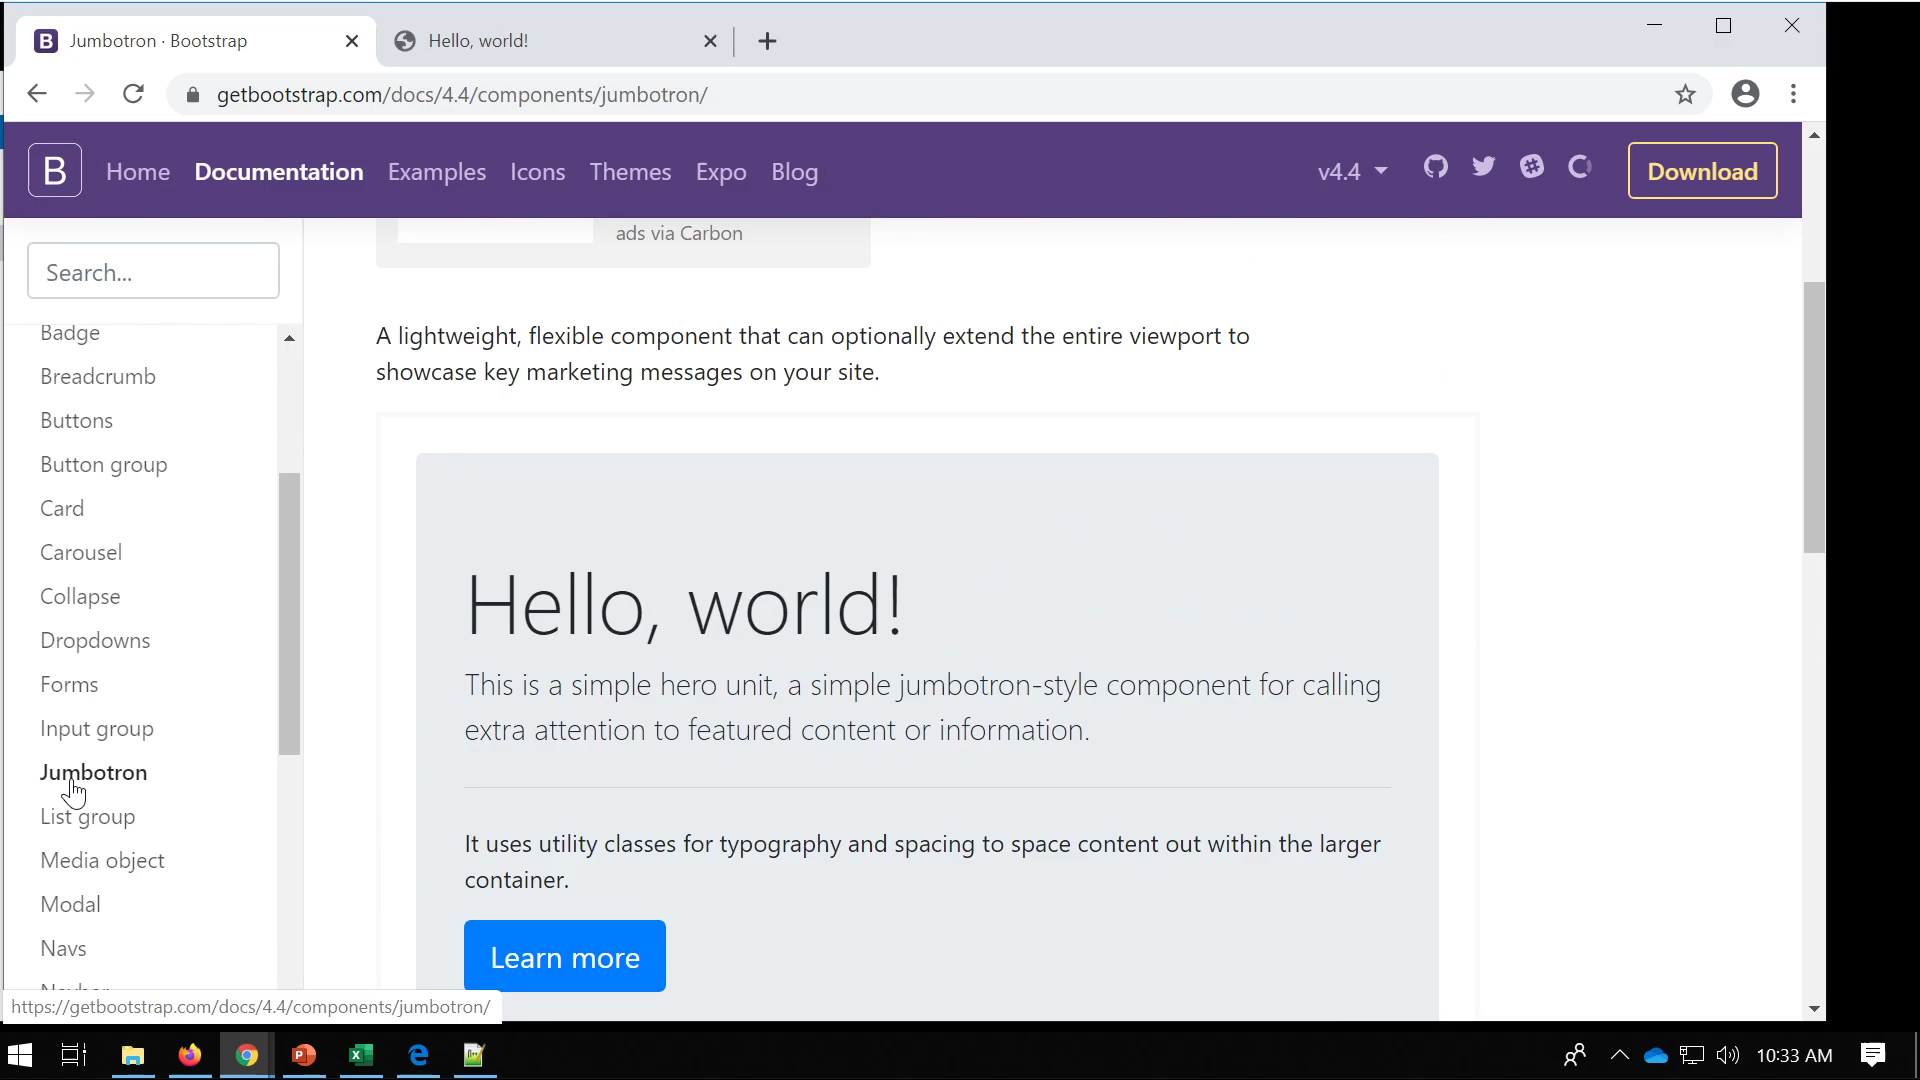 Jumbotron · Bootstrap
Hello, world!
getbootstrap.com/docs/4.4/components/jumbotron/
B
Home Documentation Examples Icons Themes Expo Blog
v4.4
Download
Search...
Badge
Breadcrumb
Buttons
Button group
Card
Carousel
Collapse
Dropdowns
Forms
Input group
Jumbotron
List group
Media object
Modal
Navs
ads via Carbon
A lightweight, flexible component that can optionally extend the entire viewport to
showcase key marketing messages on your site.
Hello, world!
This is a simple hero unit, a simple jumbotron-style component for calling
extra attention to featured content or information.
It uses utility classes for typography and spacing to space content out within the larger
container.
Learn more
https://getbootstrap.com/docs/4.4/components/jumbotron/
10:33 AM